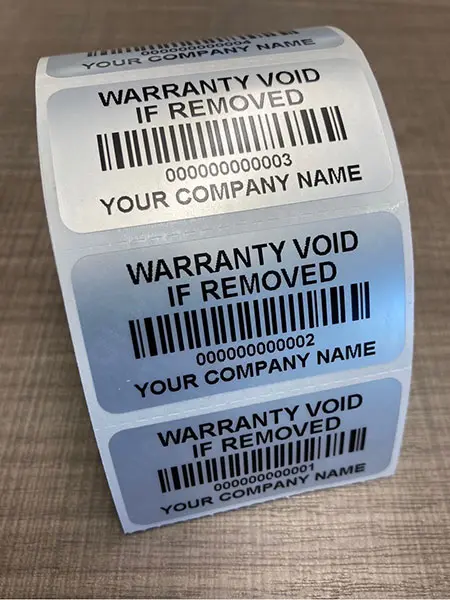 000000000004
YOUR COMPANY NAME
WARRANTY VOID
IF REMOVED
000000000003
YOUR COMPANY NAME
WARRANTY VOID
IF REMOVED
000000000002
YOUR COMPANY NAME
WARRANTY VOID
IF REMOVED
000000000001
YOUR COMPANY NAME